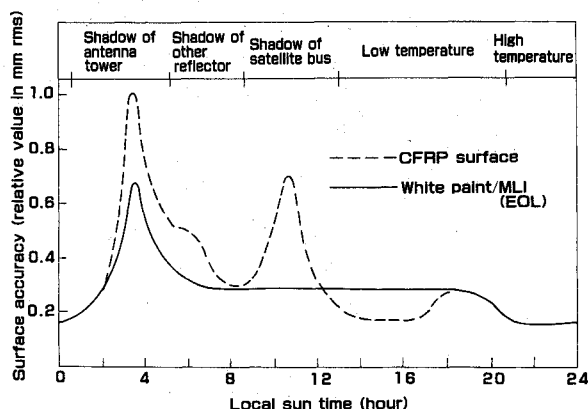 Shadow of
antenna
tower
Shadow of
other
reflector
Shadow of
satellite bus
Low temperature
High
temperature
Surface accuracy (relative value in mm rms)
1.0
0.8
0.6
0.4
0.2
CFRP surface
White paint/MLI
(EOL)
0 4 8 12 16 20 24
Local sun time (hour)